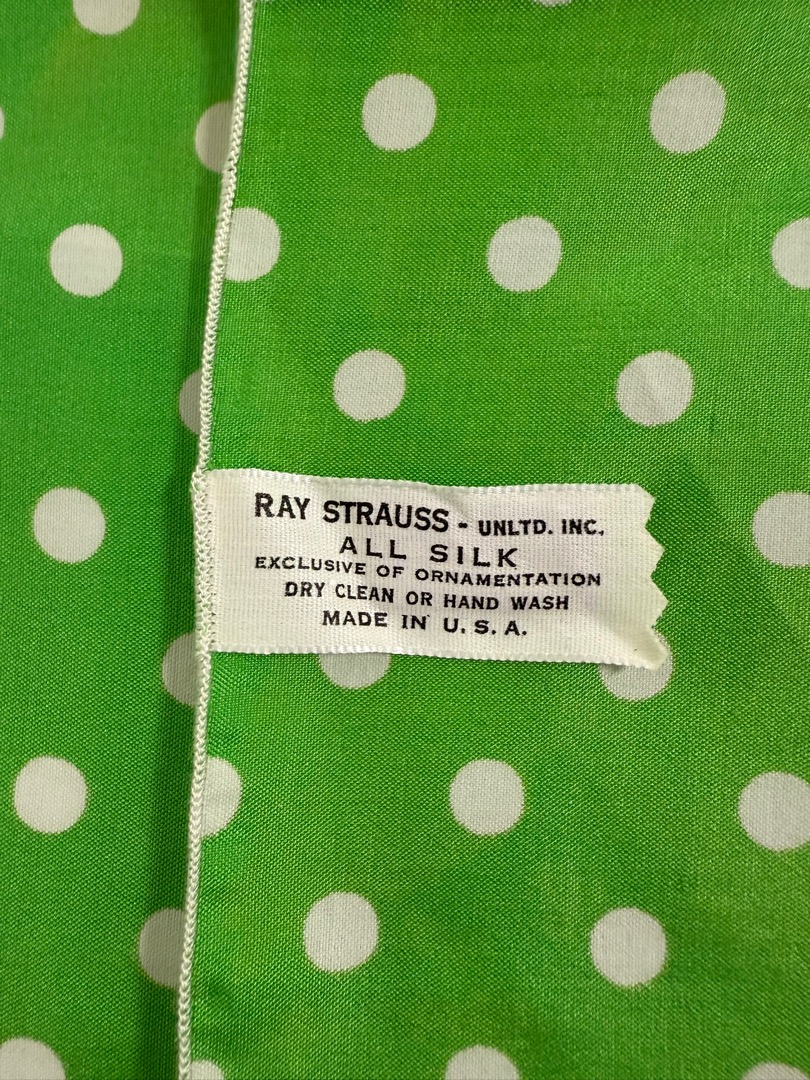 RAY STRAUSS - UNLTD. INC.
ALL SILK
EXCLUSIVE OF ORNAMENTATION
DRY CLEAN OR HAND WASH
MADE IN U.S.A.